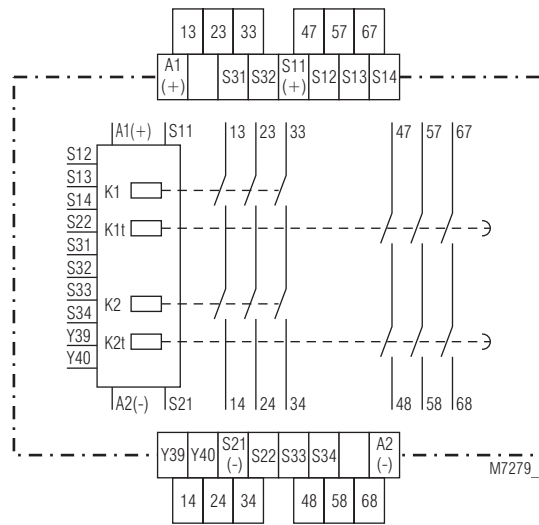 13 23 33 47 57 67
A1 (+) S31 S32 S11 (+) S12 S13 S14
A1(+) S11 13 23 33 47 57 67
S12
S13
S14
S22
S31
S32
S33
S34
Y39
Y40
K1
K1t
K2
K2t
A2(-) S21 14 24 34 48 58 68
Y39 Y40 S21 (-) S22 S33 S34 A2 (-)
M7279_
14 24 34 48 58 68